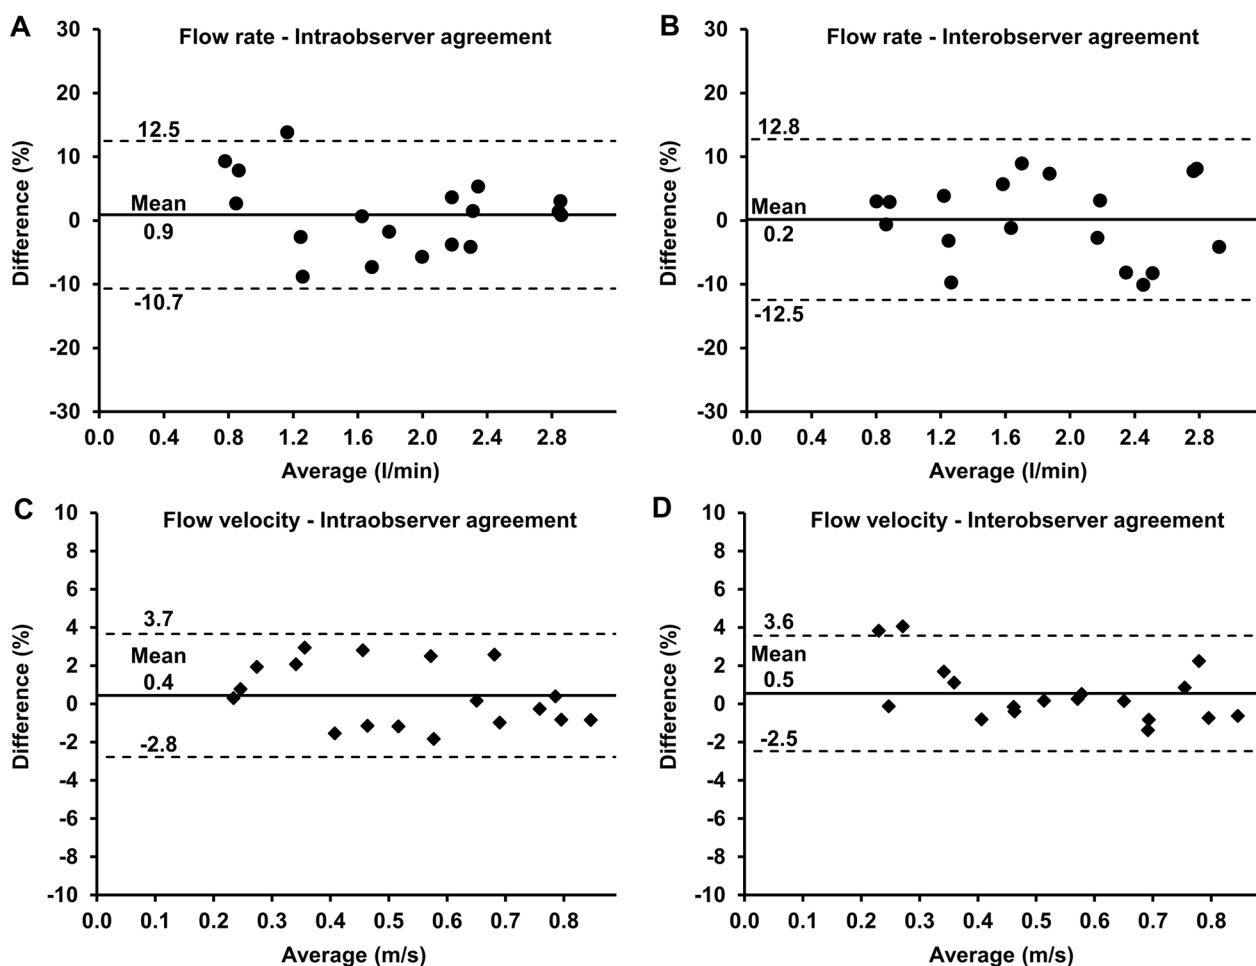 A
Flow rate - Intraobserver agreement
Difference (%)
30
20
10
0
-10
-20
-30
12.5
Mean
0.9
-10.7
0.0 0.4 0.8 1.2 1.6 2.0 2.4 2.8
Average (l/min)
B
Flow rate - Interobserver agreement
Difference (%)
30
20
10
0
-10
-20
-30
12.8
Mean
0.2
-12.5
0.0 0.4 0.8 1.2 1.6 2.0 2.4 2.8
Average (l/min)
C
Flow velocity - Intraobserver agreement
Difference (%)
10
8
6
4
2
0
-2
-4
-6
-8
-10
3.7
Mean
0.4
-2.8
0.0 0.1 0.2 0.3 0.4 0.5 0.6 0.7 0.8
Average (m/s)
D
Flow velocity - Interobserver agreement
Difference (%)
10
8
6
4
2
0
-2
-4
-6
-8
-10
3.6
Mean
0.5
-2.5
0.0 0.1 0.2 0.3 0.4 0.5 0.6 0.7 0.8
Average (m/s)